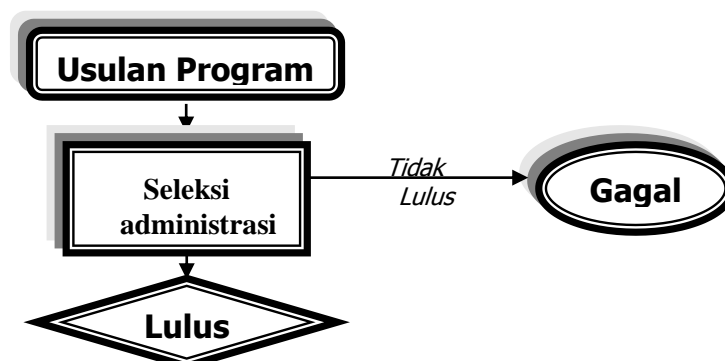 Usulan Program
Seleksi
administrasi
Tidak
Lulus
Gagal
Lulus